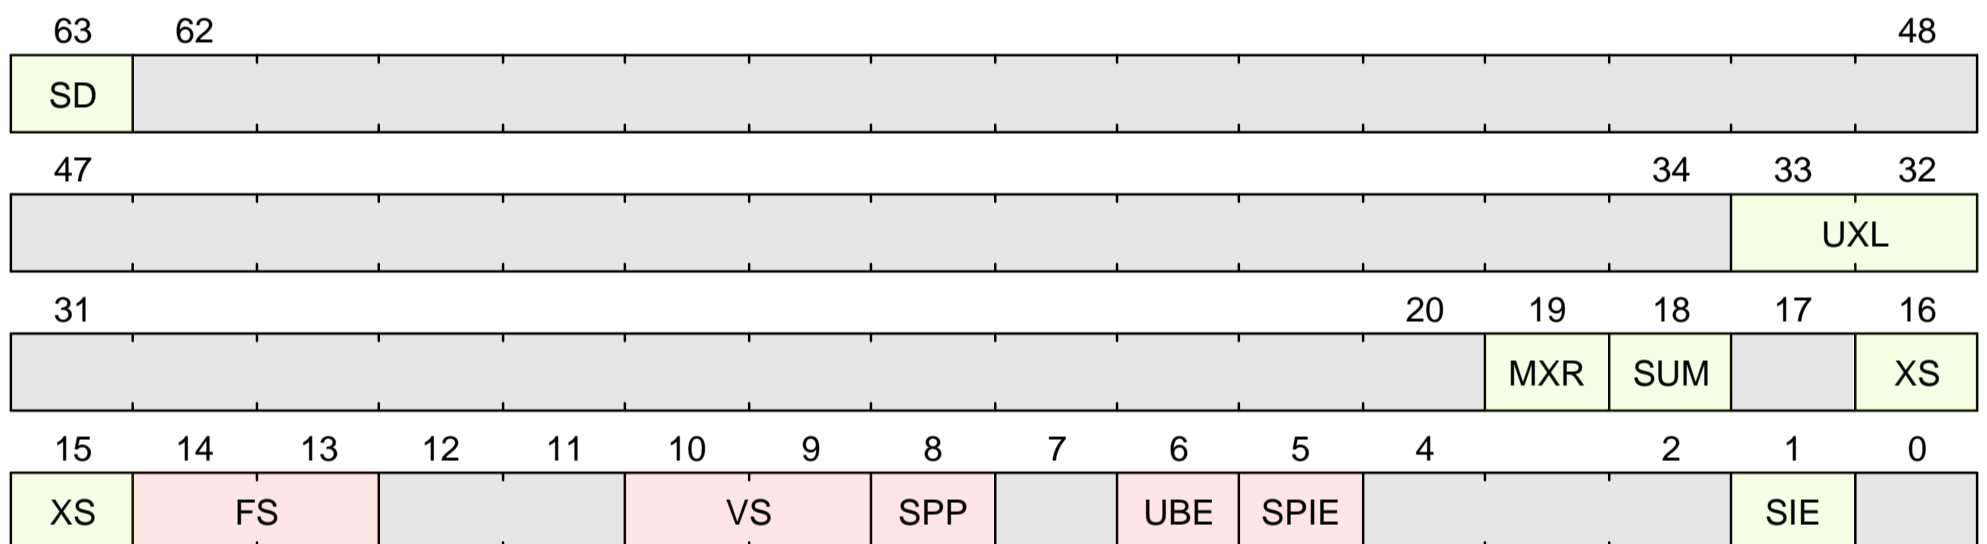 63 62 48
SD
47 34 33 32
UXL
31 20 19 18 17 16
MXR SUM XS
15 14 13 12 11 10 9 8 7 6 5 4 2 1 0
XS FS VS SPP UBE SPIE SIE